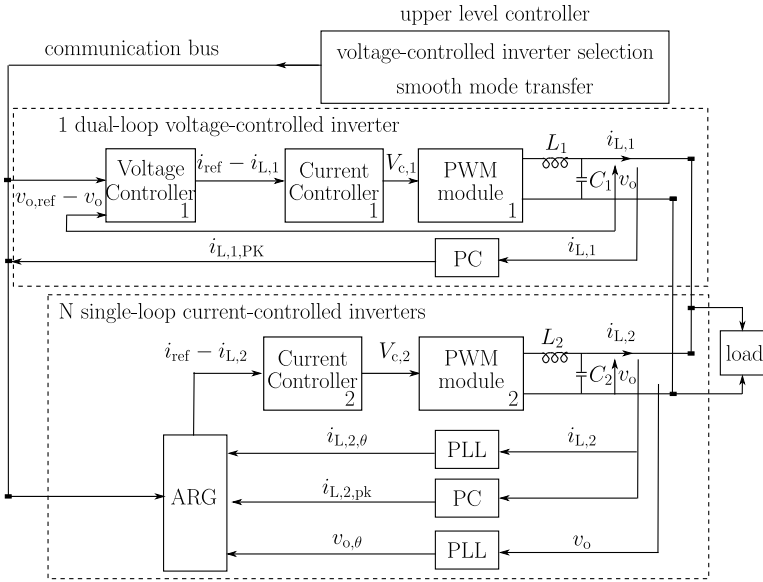 upper level controller
communication bus
voltage-controlled inverter selection
smooth mode transfer
1 dual-loop voltage-controlled inverter
Voltage Controller 1
i_ref − i_L,1
Current Controller 1
V_c,1
PWM module 1
L_1
i_L,1
C_1
v_o
v_o,ref − v_o
i_L,1,PK
PC
i_L,1
N single-loop current-controlled inverters
i_ref − i_L,2
Current Controller 2
V_c,2
PWM module 2
L_2
i_L,2
C_2
v_o
load
ARG
i_L,2,θ
PLL
i_L,2
i_L,2,pk
PC
v_o,θ
PLL
v_o